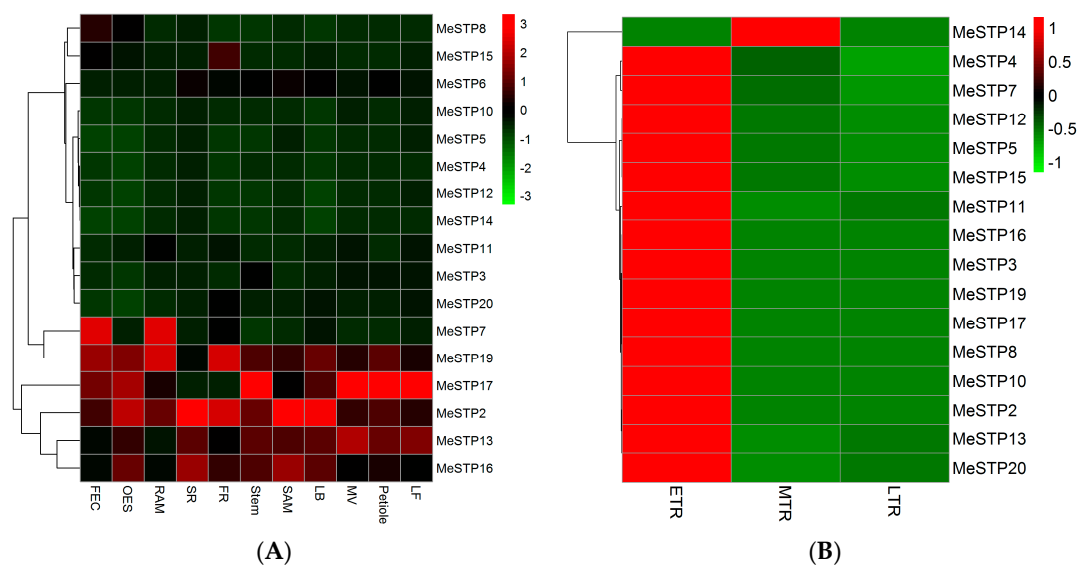 MeSTP8
MeSTP15
MeSTP6
MeSTP10
MeSTP5
MeSTP4
MeSTP12
MeSTP14
MeSTP11
MeSTP3
MeSTP20
MeSTP7
MeSTP19
MeSTP17
MeSTP2
MeSTP13
MeSTP16
FEC OES RAM SR FR Stem SAM LB MV Petiole LF
3
2
1
0
-1
-2
-3
(A)
MeSTP14
MeSTP4
MeSTP7
MeSTP12
MeSTP5
MeSTP15
MeSTP11
MeSTP16
MeSTP3
MeSTP19
MeSTP17
MeSTP8
MeSTP10
MeSTP2
MeSTP13
MeSTP20
ETR MTR LTR
1
0.5
0
-0.5
-1
(B)